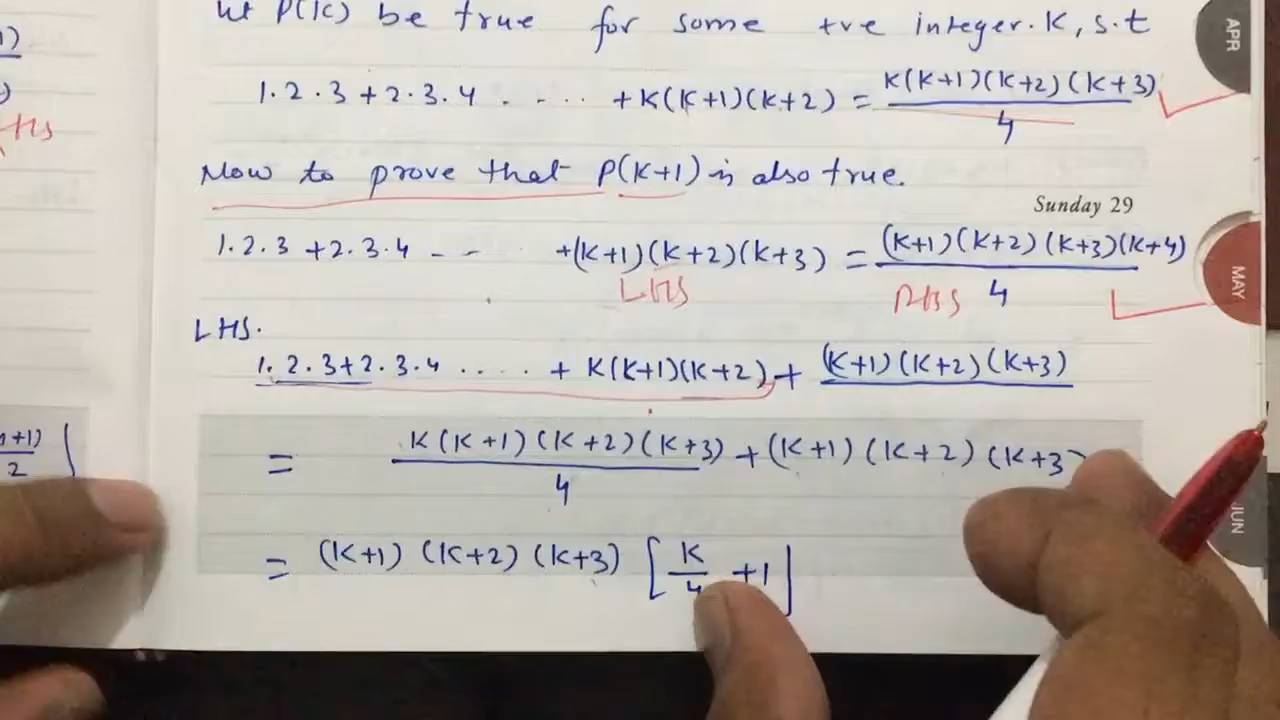 let P(K) be true for some +ve integer. K, s.t
1.2.3 + 2.3.4 ..... + K(K+1)(K+2) = K(K+1)(K+2)(K+3)/4
Now to prove that P(K+1) is also true.
Sunday 29
1.2.3 + 2.3.4 - - +(K+1)(K+2)(K+3) = (K+1)(K+2)(K+3)(K+4)/4
LHS RHS
LHS.
1.2.3+2.3.4 ..... + K(K+1)(K+2) + (K+1)(K+2)(K+3)
= K(K+1)(K+2)(K+3)/4 + (K+1)(K+2)(K+3
= (K+1)(K+2)(K+3) [K/4 +1]
APR
MAY
JUN